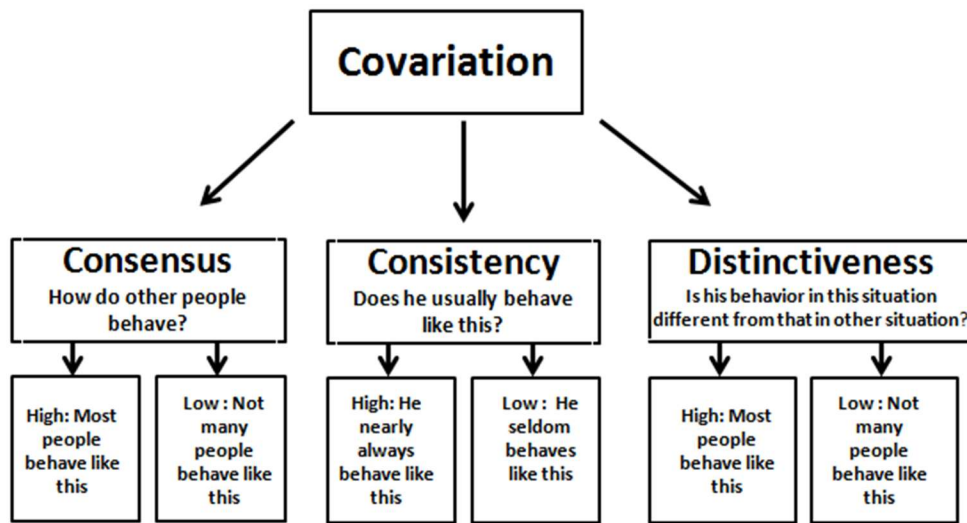 Covariation
Consensus
How do other people
behave?
Consistency
Does he usually behave
like this?
Distinctiveness
Is his behavior in this situation
different from that in other situation?
High: Most
people
behave like
this
Low : Not
many
people
behave like
this
High: He
nearly
always
behave like
this
Low : He
seldom
behaves
like this
High: Most
people
behave like
this
Low : Not
many
people
behave like
this